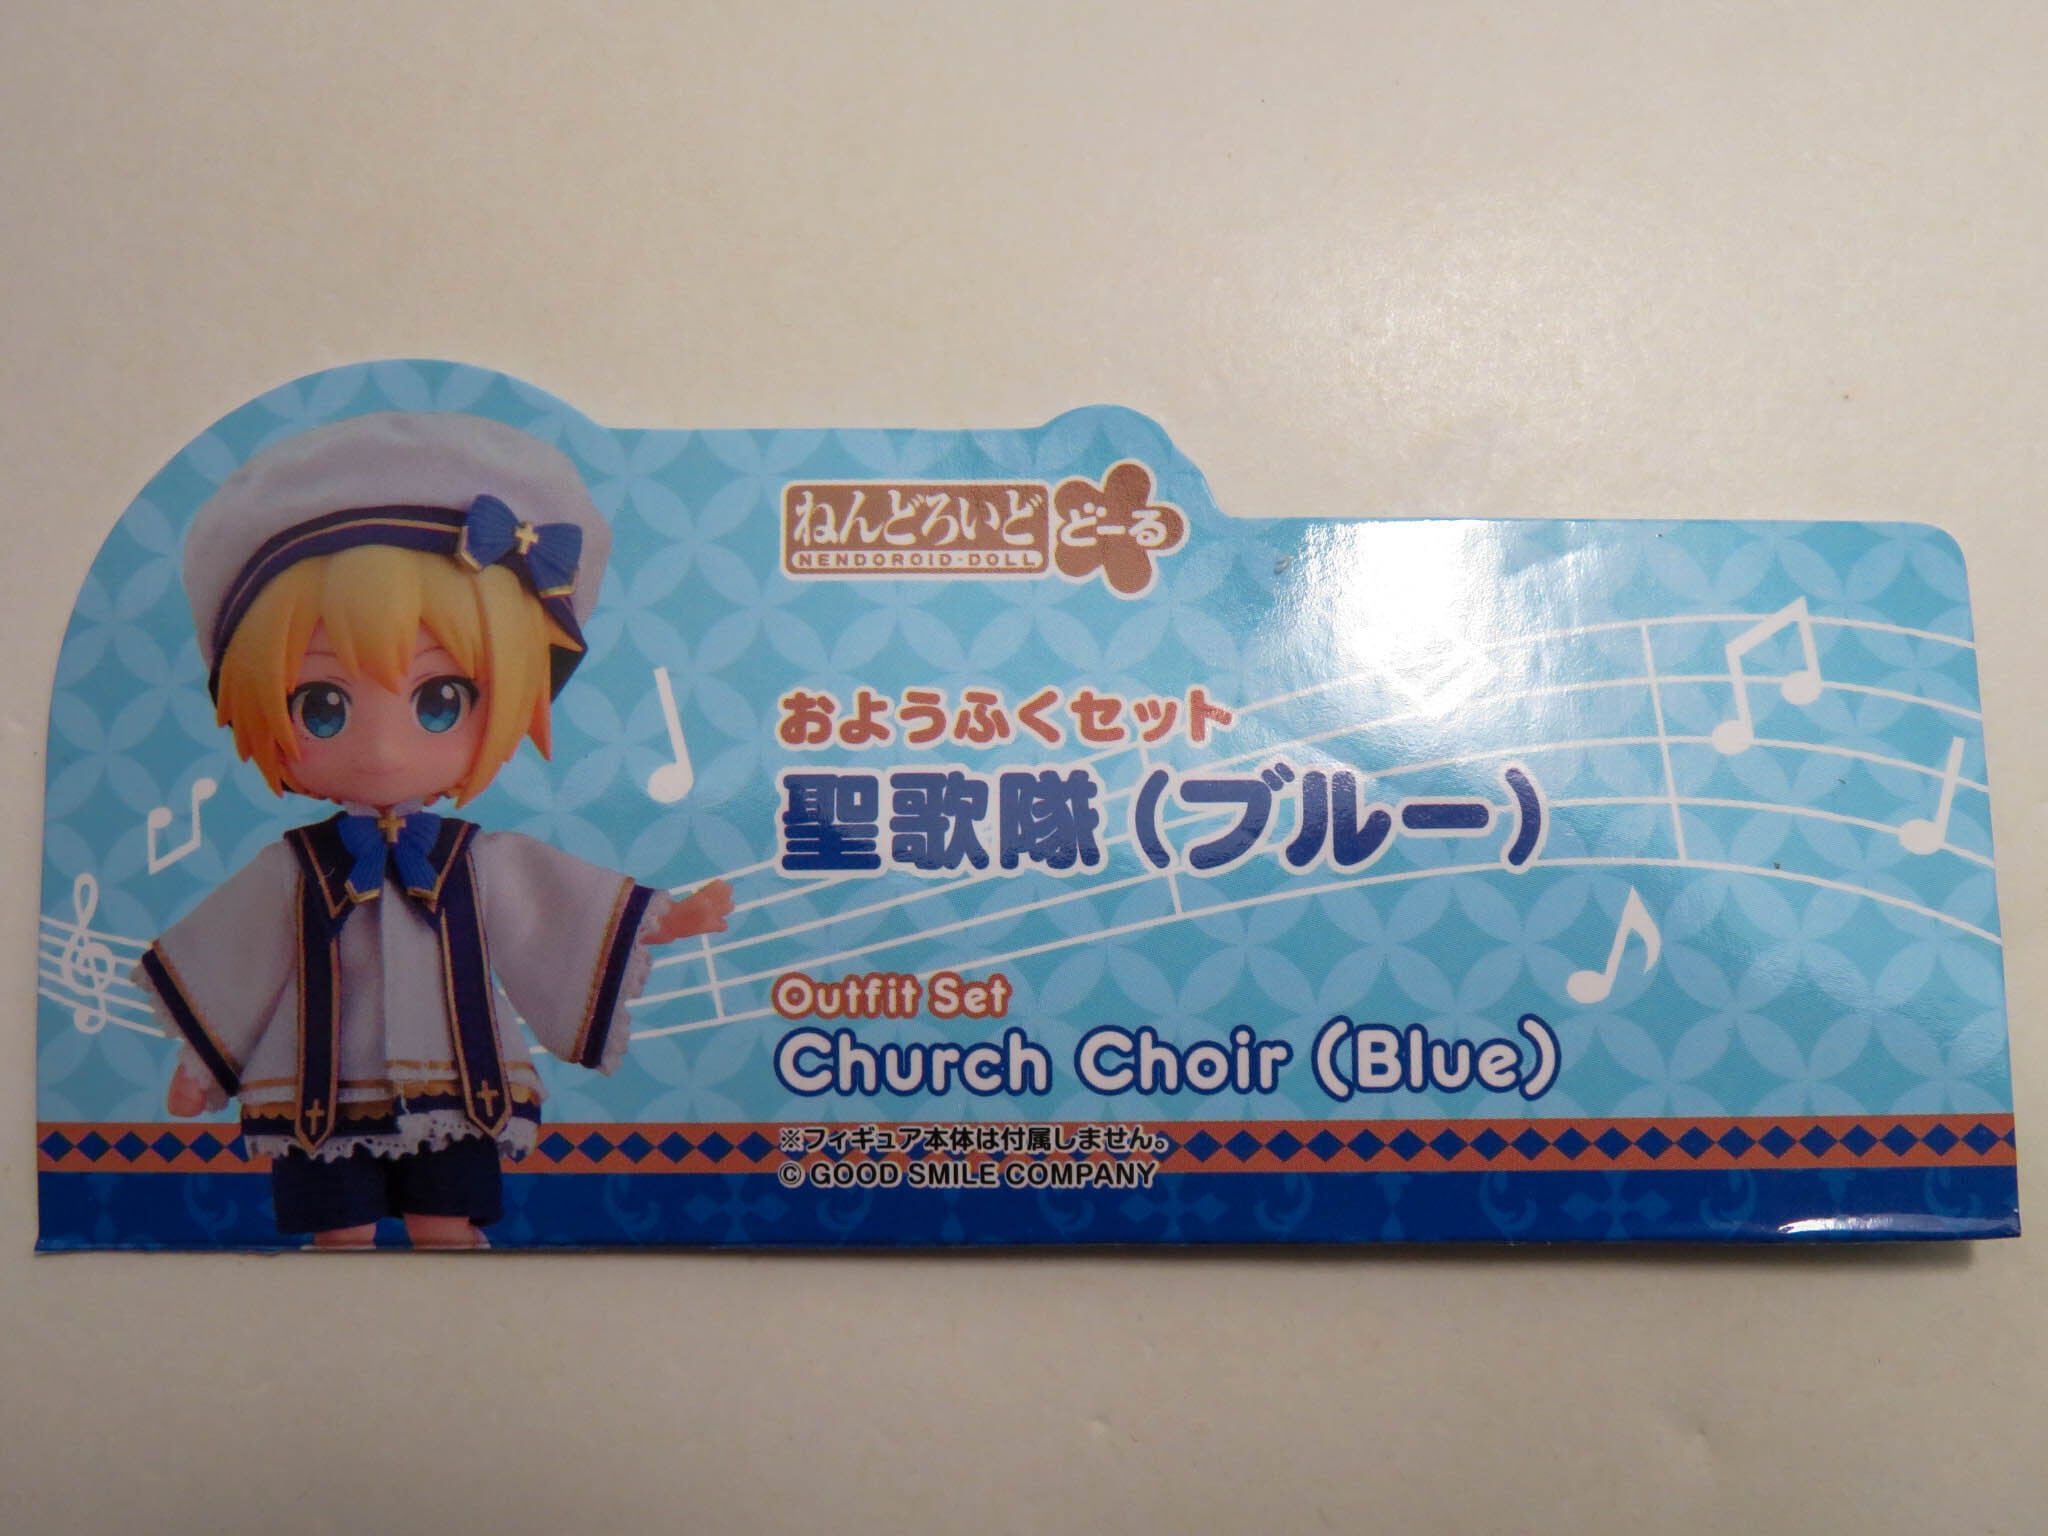 ねんどろいど どーる
NENDOROID・DOLL
おようふくセット
聖歌隊（ブルー）
Outfit Set
Church Choir (Blue)
※フィギュア本体は付属しません。
© GOOD SMILE COMPANY